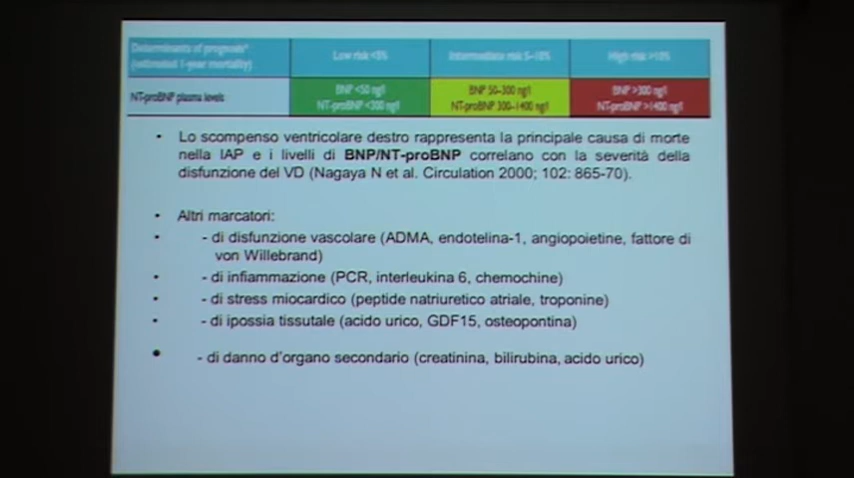 Determinants of prognosis* Low risk <5% Intermediate risk 5-10% High risk >10%
(estimated 1-year mortality)
NT-proBNP plasma levels BNP <50 ng/l BNP 50-300 ng/l BNP >300 ng/l
NT-proBNP <300 ng/l NT-proBNP 300-1400 ng/l NT-proBNP >1400 ng/l
• Lo scompenso ventricolare destro rappresenta la principale causa di morte
nella IAP e i livelli di BNP/NT-proBNP correlano con la severità della
disfunzione del VD (Nagaya N et al. Circulation 2000; 102: 865-70).
• Altri marcatori:
• - di disfunzione vascolare (ADMA, endotelina-1, angiopoietine, fattore di
von Willebrand)
• - di infiammazione (PCR, interleukina 6, chemochine)
• - di stress miocardico (peptide natriuretico atriale, troponine)
• - di ipossia tissutale (acido urico, GDF15, osteopontina)
• - di danno d'organo secondario (creatinina, bilirubina, acido urico)